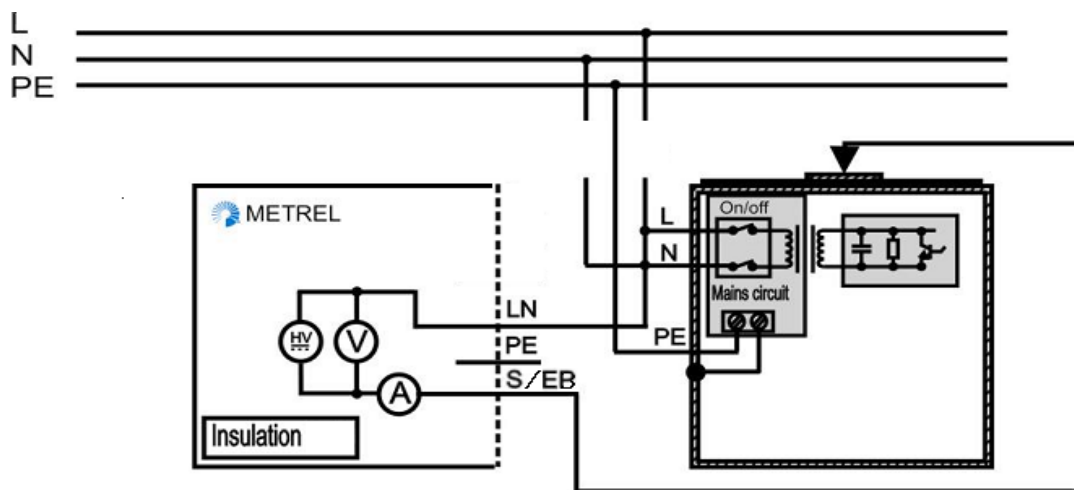 L
N
PE
METREL
On/off
L
N
Mains circuit
LN
PE
PE
S/EB
HV
V
A
Insulation